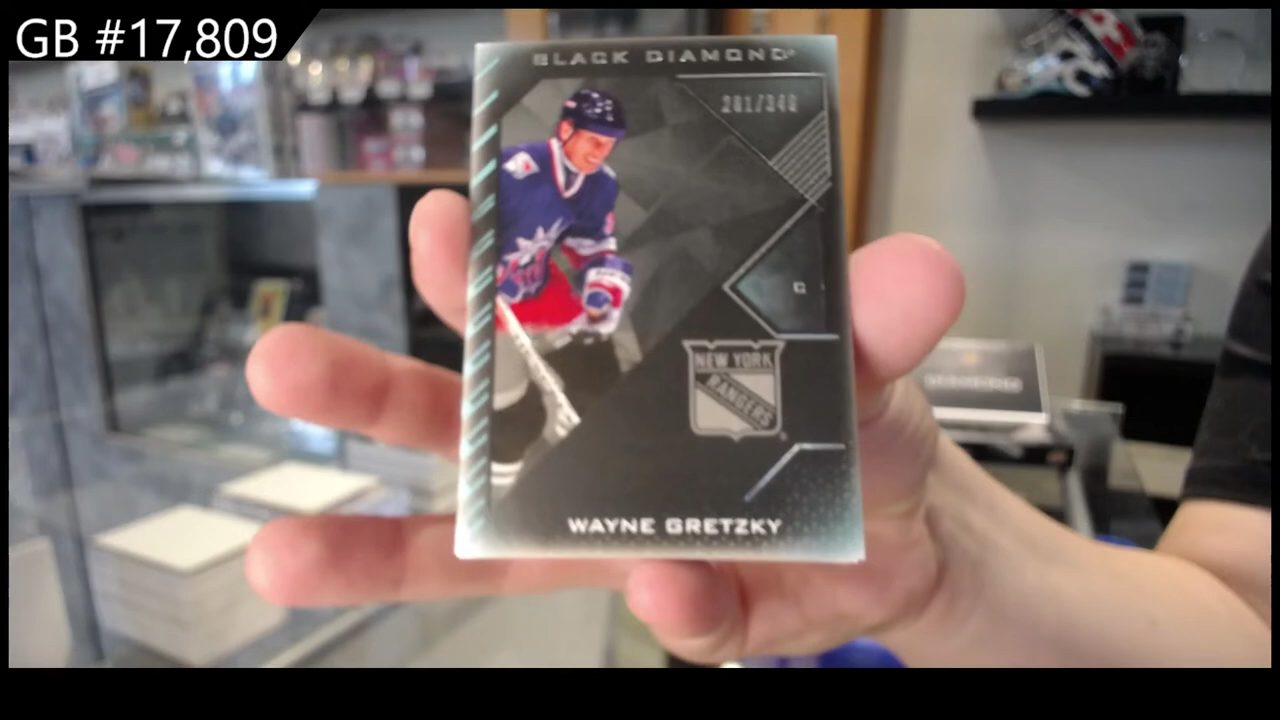 GB #17,809
BLACK DIAMOND
C
NEW YORK
RANGERS
WAYNE GRETZKY